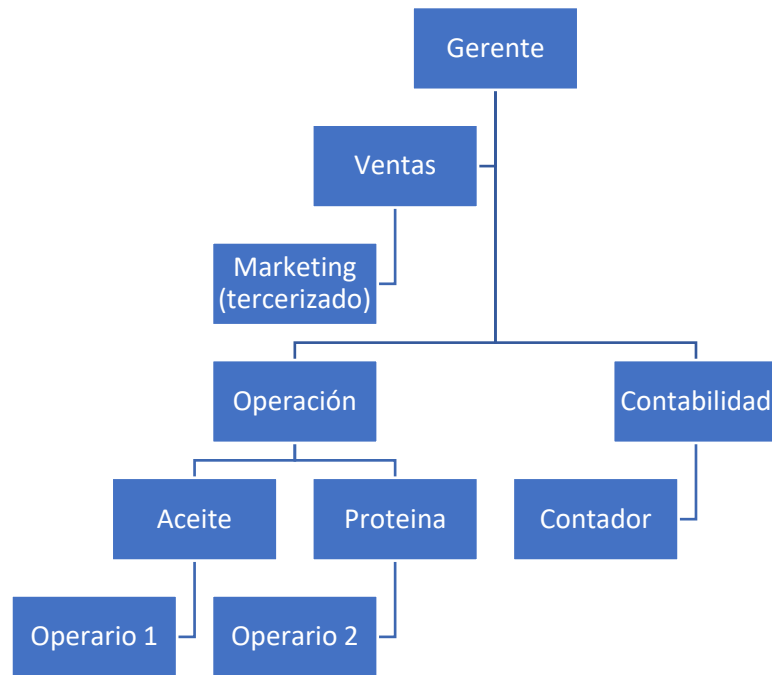 Gerente
Ventas
Marketing
(tercerizado)
Operación
Contabilidad
Aceite
Proteina
Contador
Operario 1
Operario 2